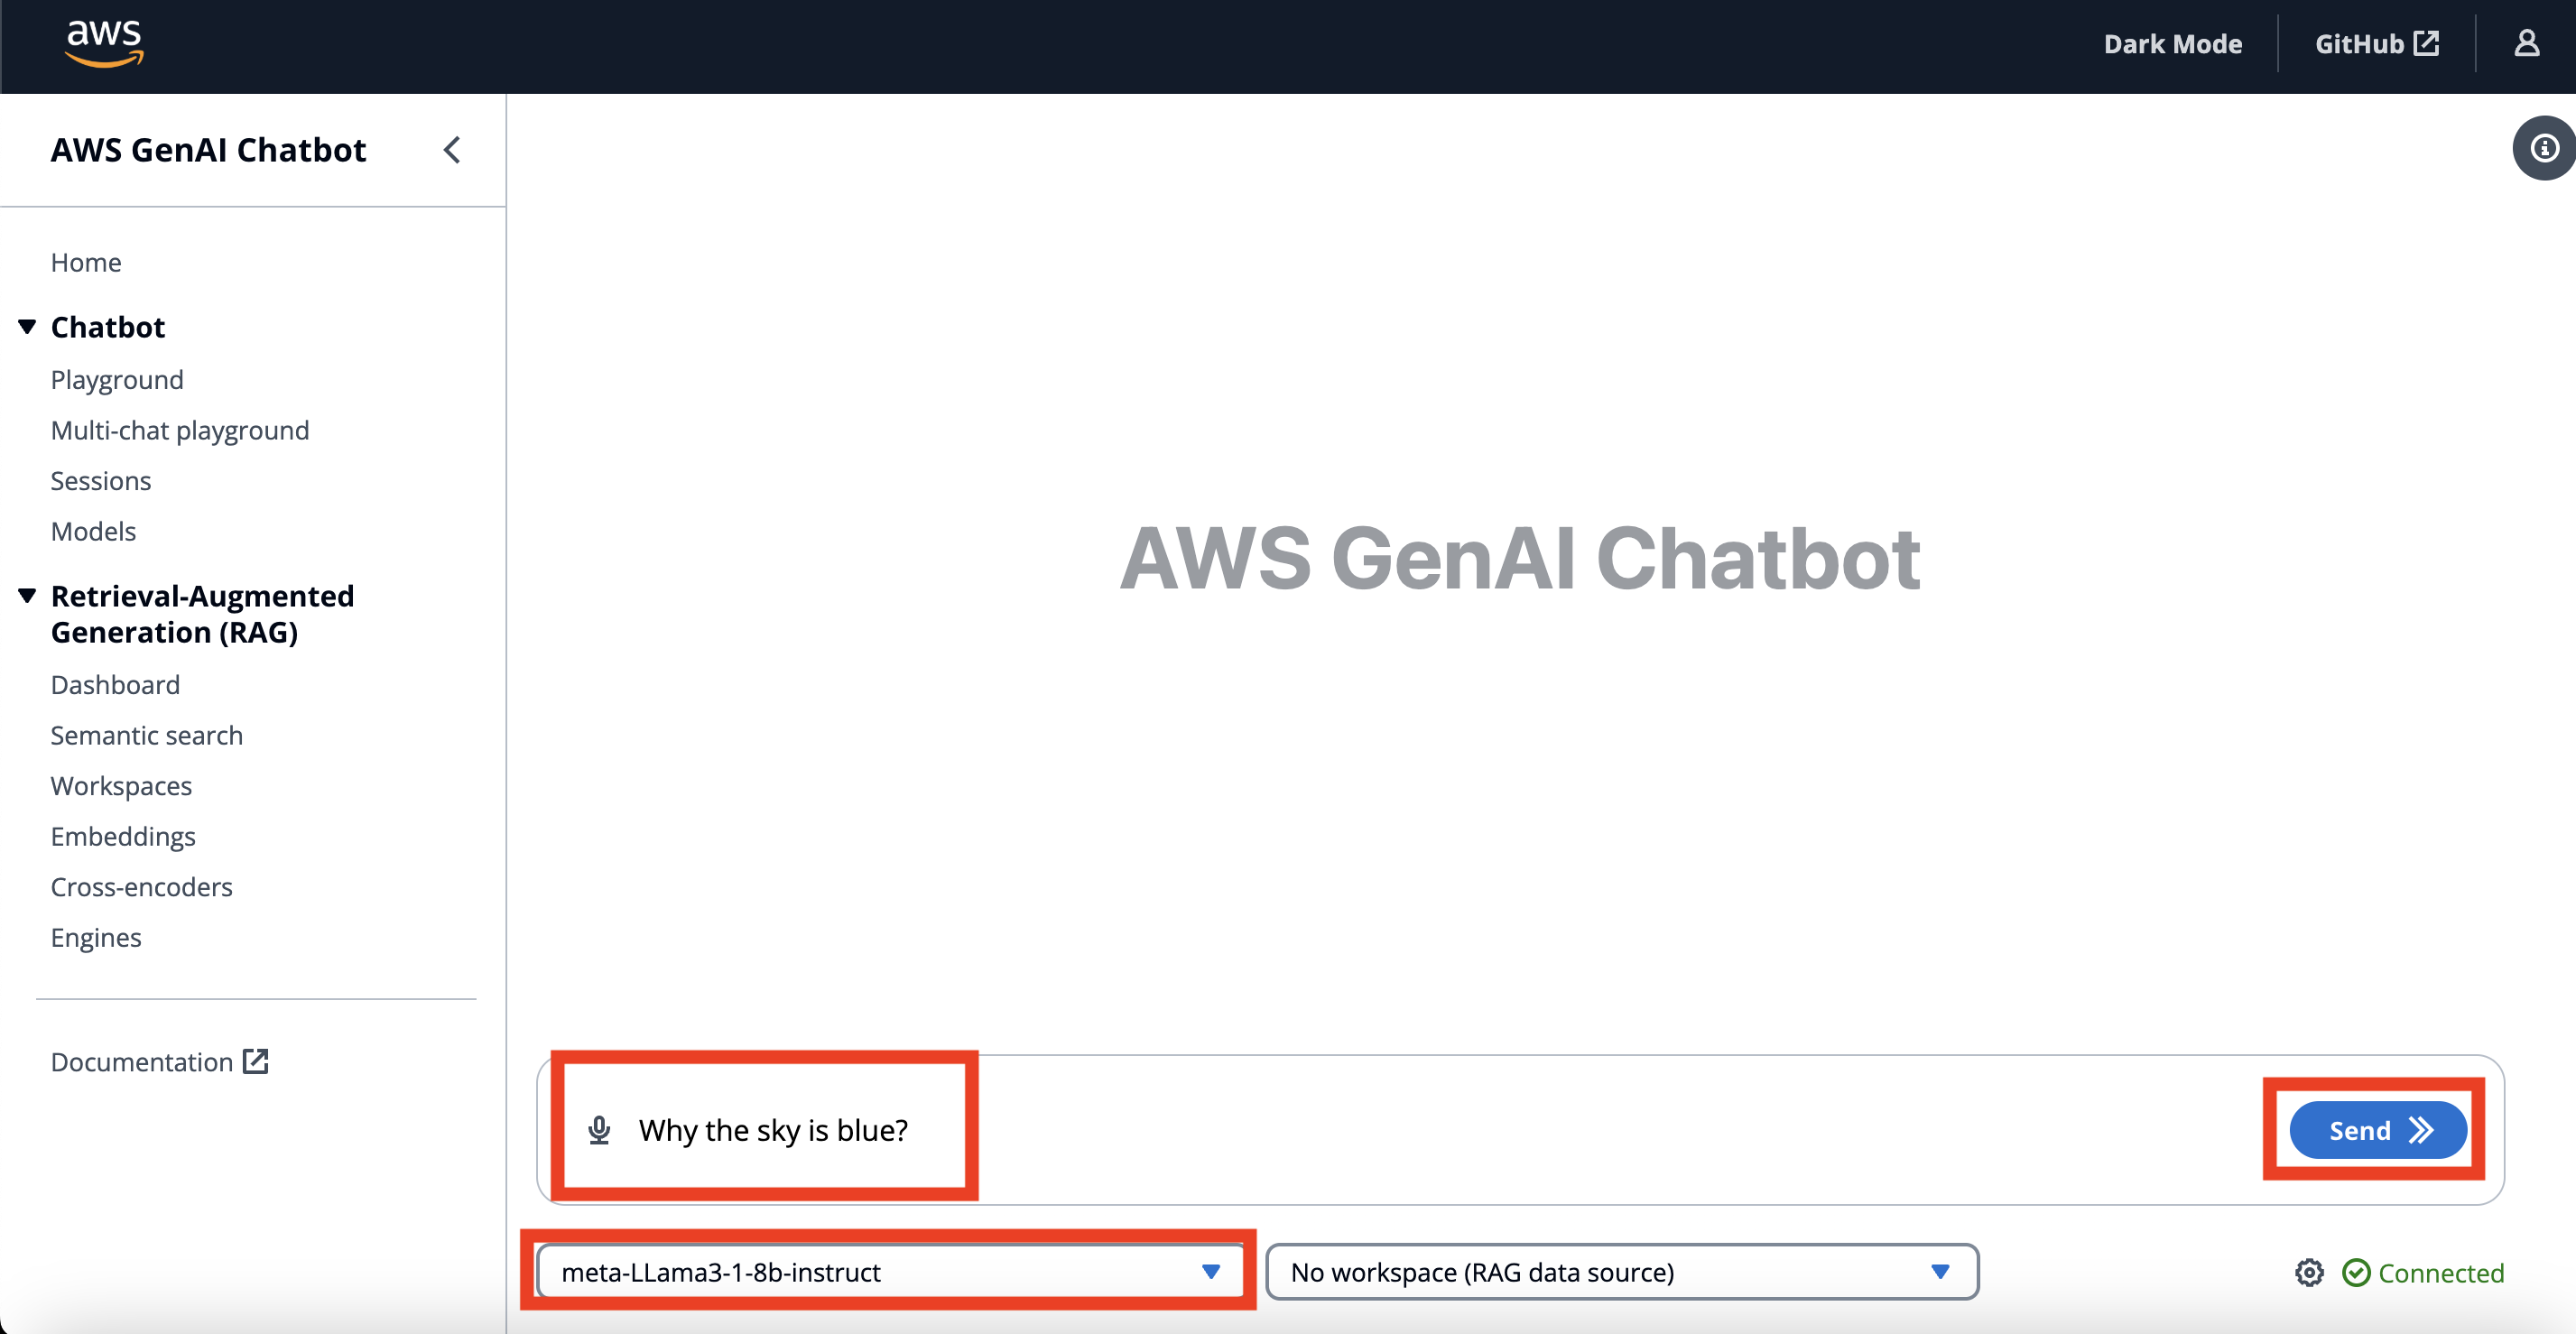 aws
Dark Mode
GitHub
AWS GenAI Chatbot
Home
Chatbot
Playground
Multi-chat playground
Sessions
Models
Retrieval-Augmented
Generation (RAG)
Dashboard
Semantic search
Workspaces
Embeddings
Cross-encoders
Engines
Documentation
AWS GenAI Chatbot
Why the sky is blue?
Send
meta-LLama3-1-8b-instruct
No workspace (RAG data source)
Connected